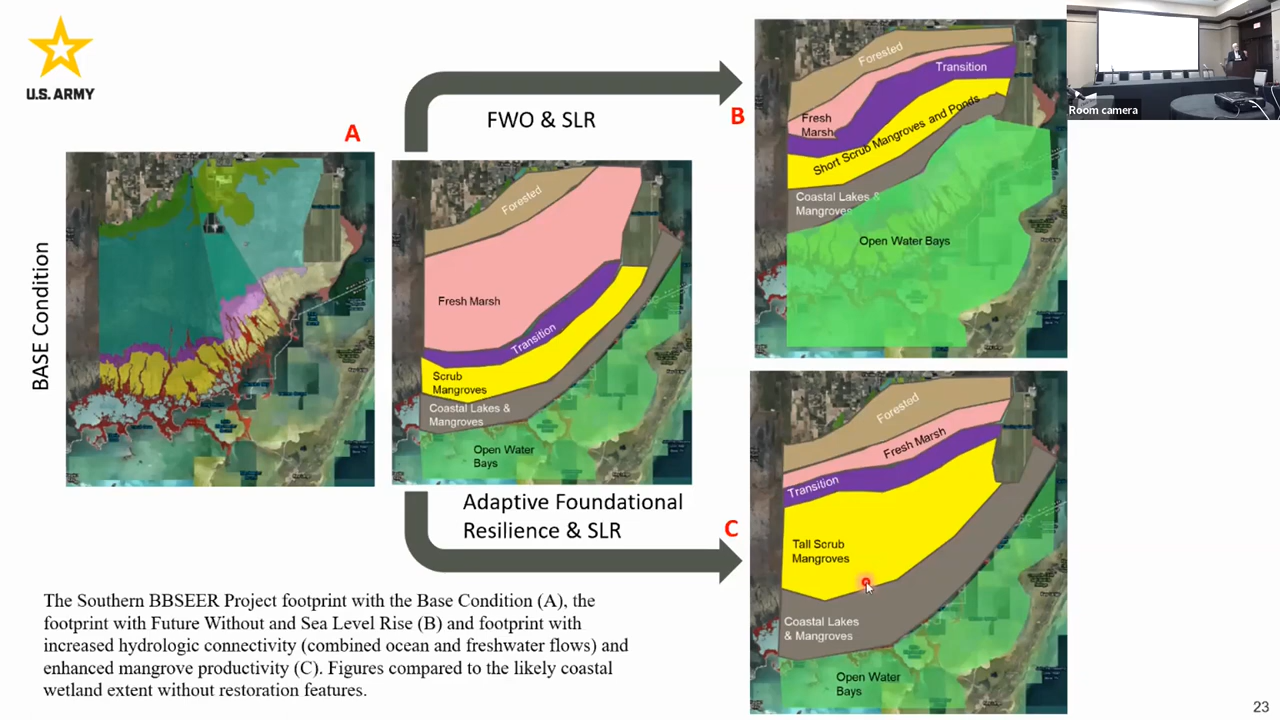 U.S. ARMY
FWO & SLR
A
B
Room camera
BASE Condition
Forested
Fresh Marsh
Transition
Scrub
Mangroves
Coastal Lakes &
Mangroves
Open Water
Bays
Forested
Transition
Fresh
Marsh
Short Scrub Mangroves and Ponds
Coastal Lakes &
Mangroves
Open Water Bays
Adaptive Foundational
Resilience & SLR
C
Forested
Fresh Marsh
Transition
Tall Scrub
Mangroves
Coastal Lakes
& Mangroves
Open Water
Bays
The Southern BBSEER Project footprint with the Base Condition (A), the
footprint with Future Without and Sea Level Rise (B) and footprint with
increased hydrologic connectivity (combined ocean and freshwater flows) and
enhanced mangrove productivity (C). Figures compared to the likely coastal
wetland extent without restoration features.
23